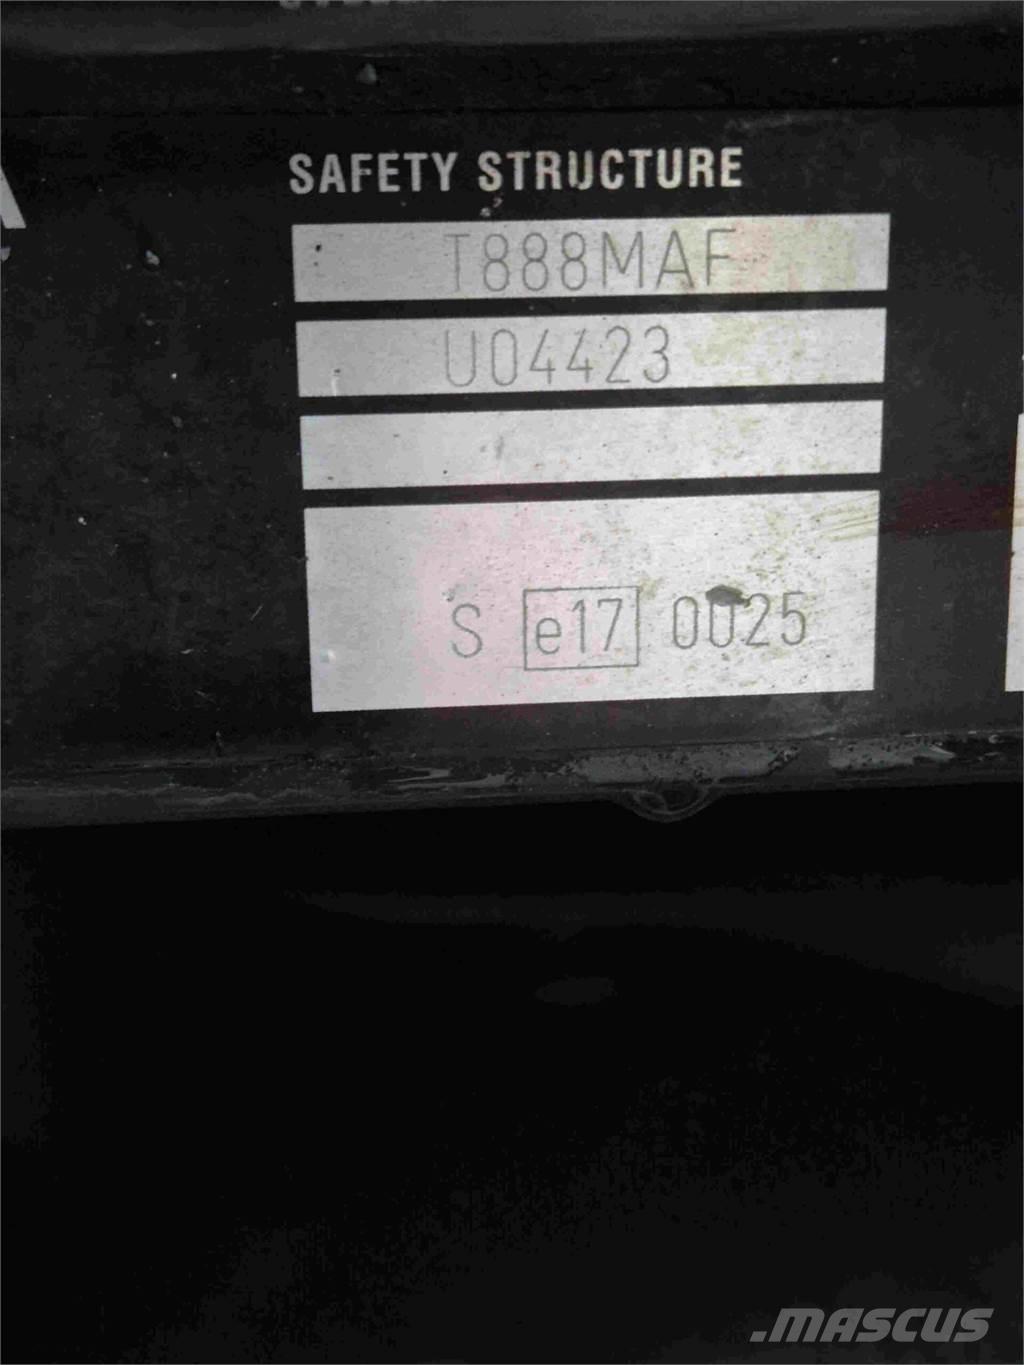 SAFETY STRUCTURE
T888MAF
U04423
S e17 0025
.MASCUS